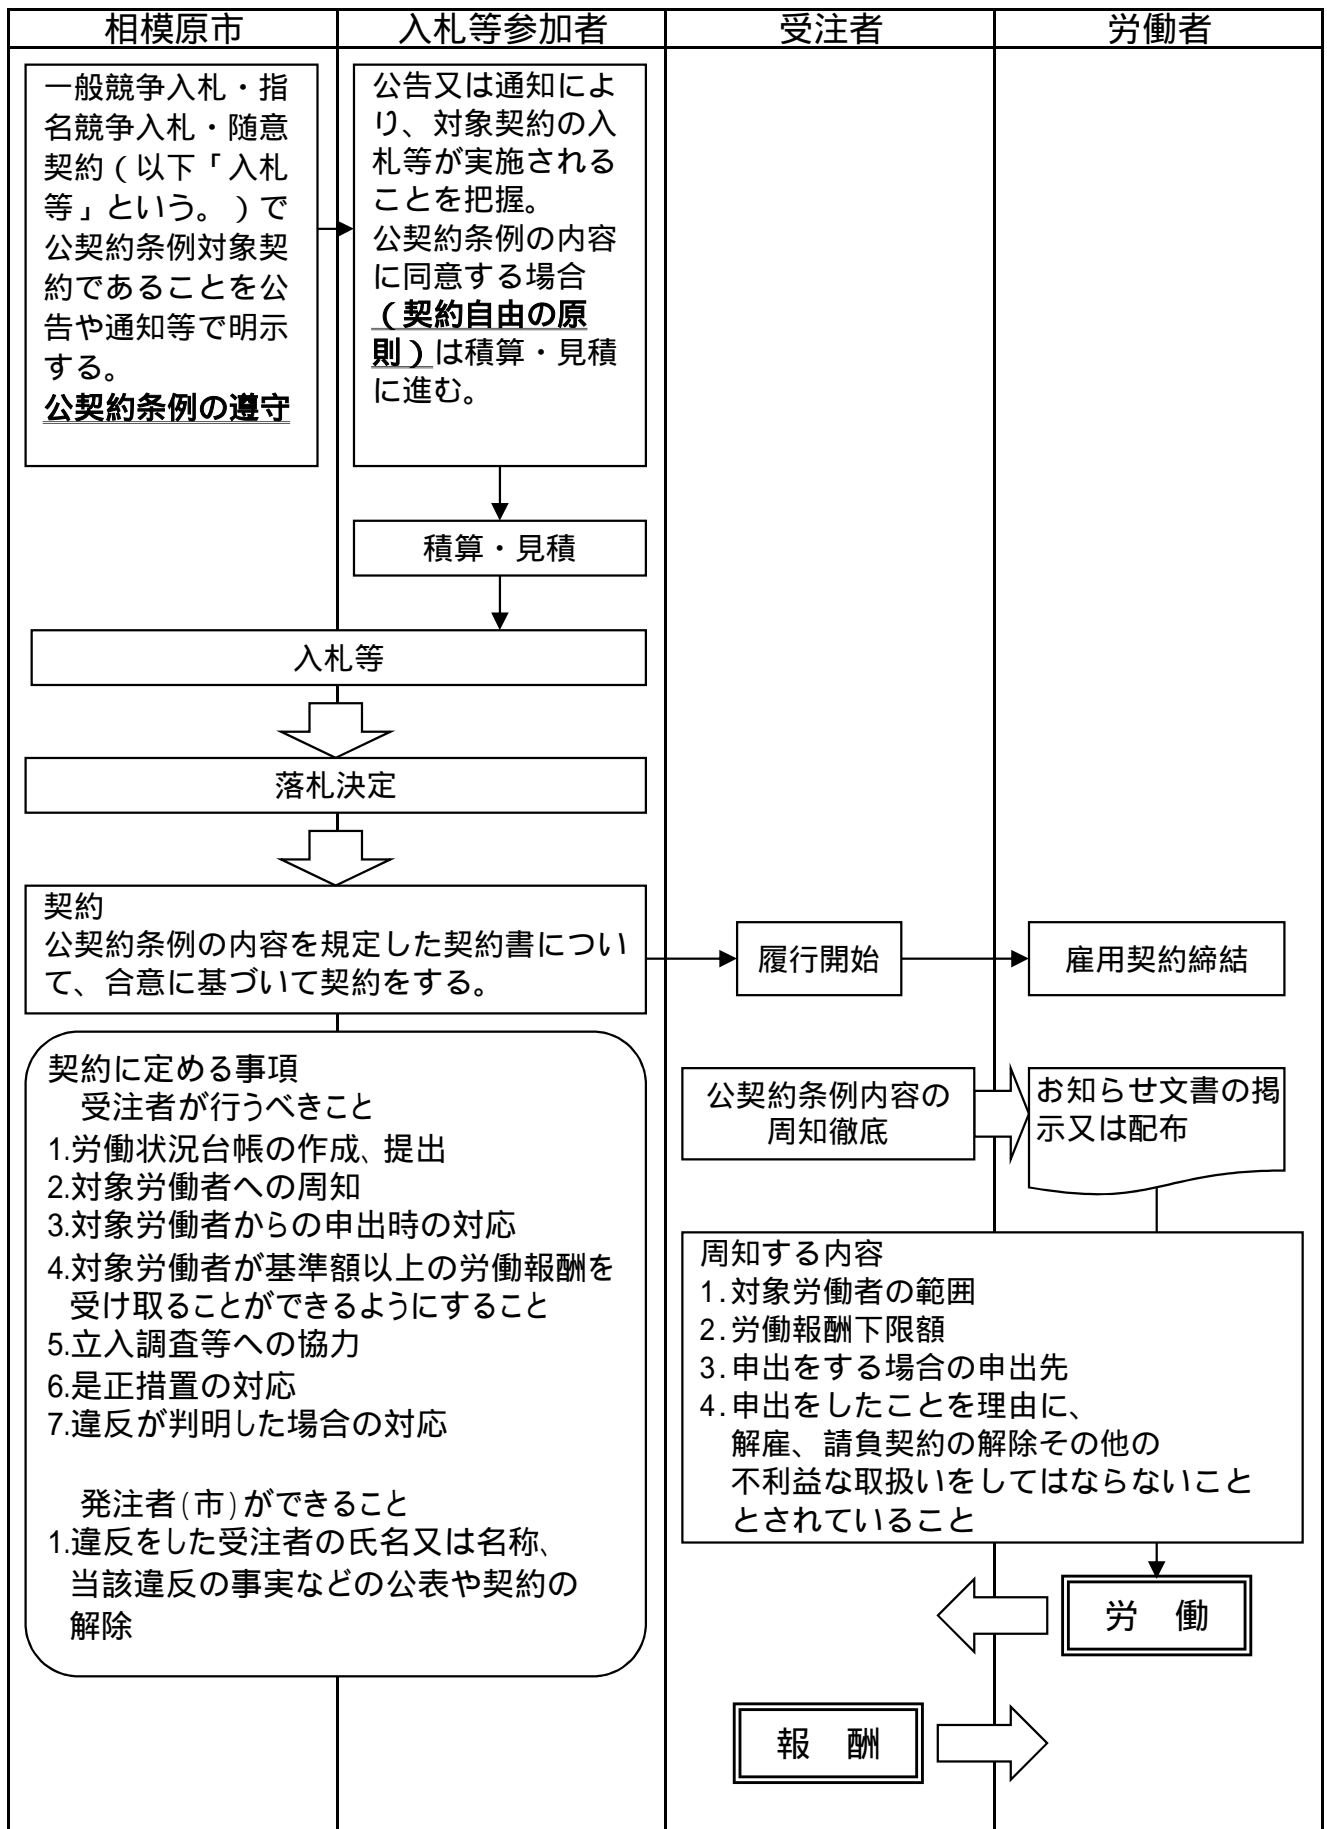 相模原市
入札等参加者
受注者
労働者
一般競争入札・指
名競争入札・随意
契約（以下「入札
等」という。）で
公契約条例対象契
約であることを公
告や通知等で明示
する。
公契約条例の遵守
公告又は通知によ
り、対象契約の入
札等が実施される
ことを把握。
公契約条例の内容
に同意する場合
（契約自由の原
則）は積算・見積
に進む。
積算・見積
入札等
落札決定
契約
公契約条例の内容を規定した契約書につい
て、合意に基づいて契約をする。
履行開始
雇用契約締結
契約に定める事項
受注者が行うべきこと
1.労働状況台帳の作成、提出
2.対象労働者への周知
3.対象労働者からの申出時の対応
4.対象労働者が基準額以上の労働報酬を
受け取ることができるようにすること
5.立入調査等への協力
6.是正措置の対応
7.違反が判明した場合の対応
発注者(市)ができること
1.違反をした受注者の氏名又は名称、
当該違反の事実などの公表や契約の
解除
公契約条例内容の
周知徹底
お知らせ文書の掲
示又は配布
周知する内容
1.対象労働者の範囲
2.労働報酬下限額
3.申出をする場合の申出先
4.申出をしたことを理由に、
解雇、請負契約の解除その他の
不利益な取扱いをしてはならないこと
とされていること
労　働
報　酬